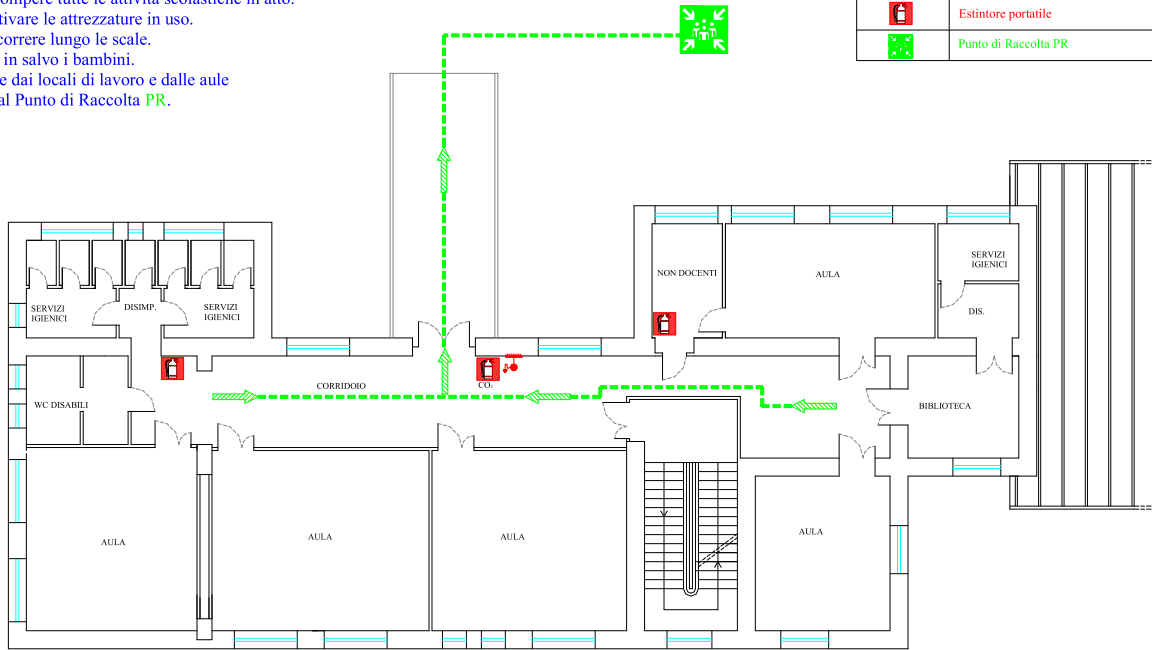 ompere tutte le attività scolastiche in atto.
tivare le attrezzature in uso.
correre lungo le scale.
in salvo i bambini.
e dai locali di lavoro e dalle aule
al Punto di Raccolta PR.
Estintore portatile
Punto di Raccolta PR
SERVIZI
IGIENICI
DISIMP.
SERVIZI
IGIENICI
NON DOCENTI
AULA
SERVIZI
IGIENICI
DIS.
WC DISABILI
CORRIDOIO
CO2
BIBLIOTECA
AULA
AULA
AULA
AULA